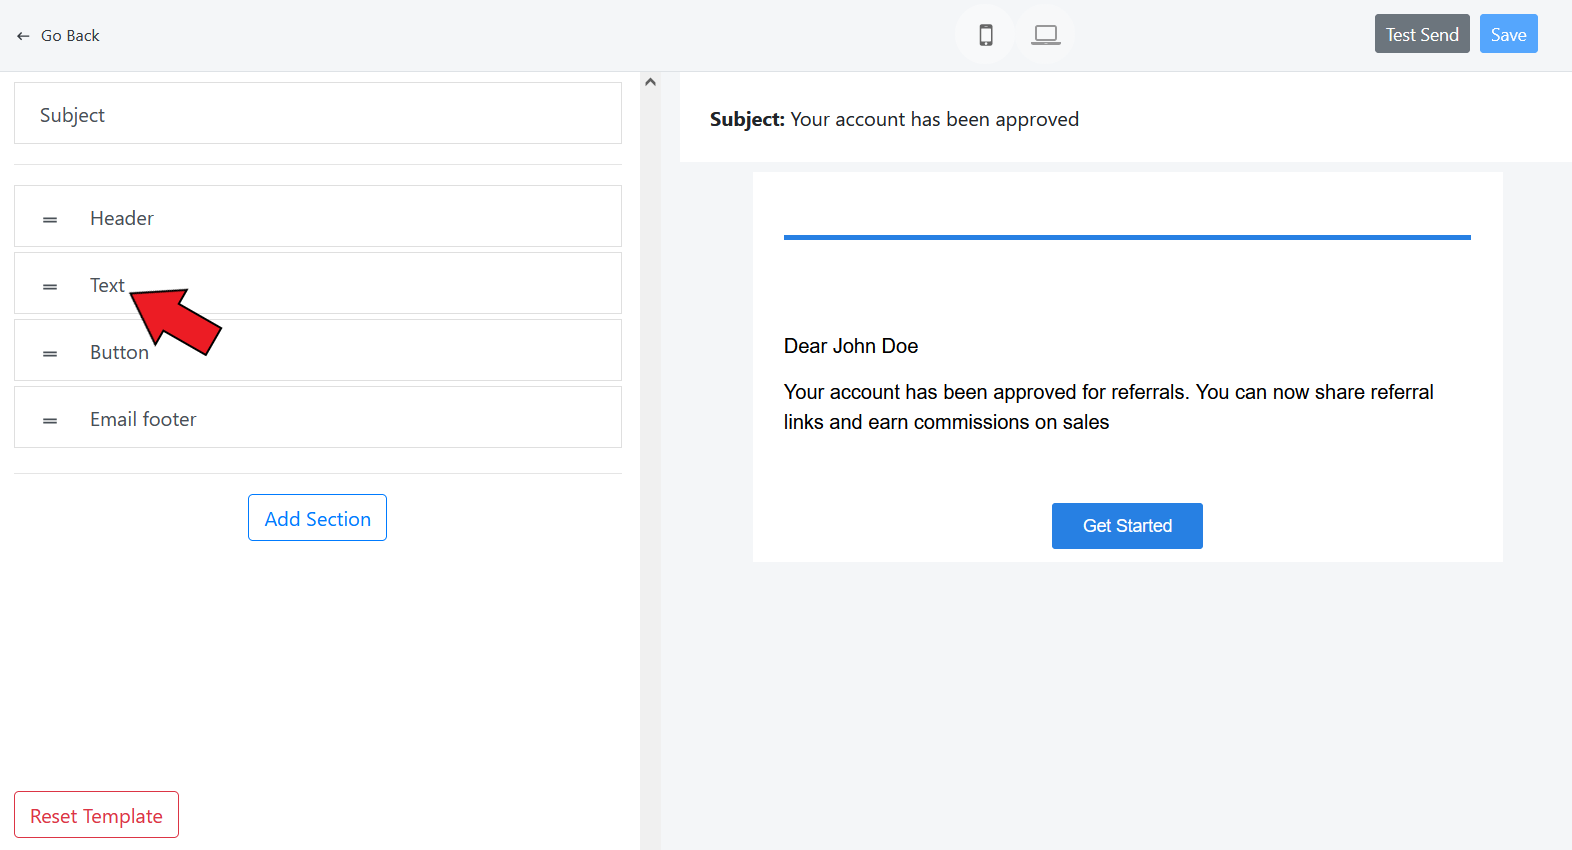 Go Back
Test Send
Save
Subject
Header
Text
Button
Email footer
Add Section
Reset Template
Subject: Your account has been approved
Dear John Doe
Your account has been approved for referrals. You can now share referral
links and earn commissions on sales
Get Started